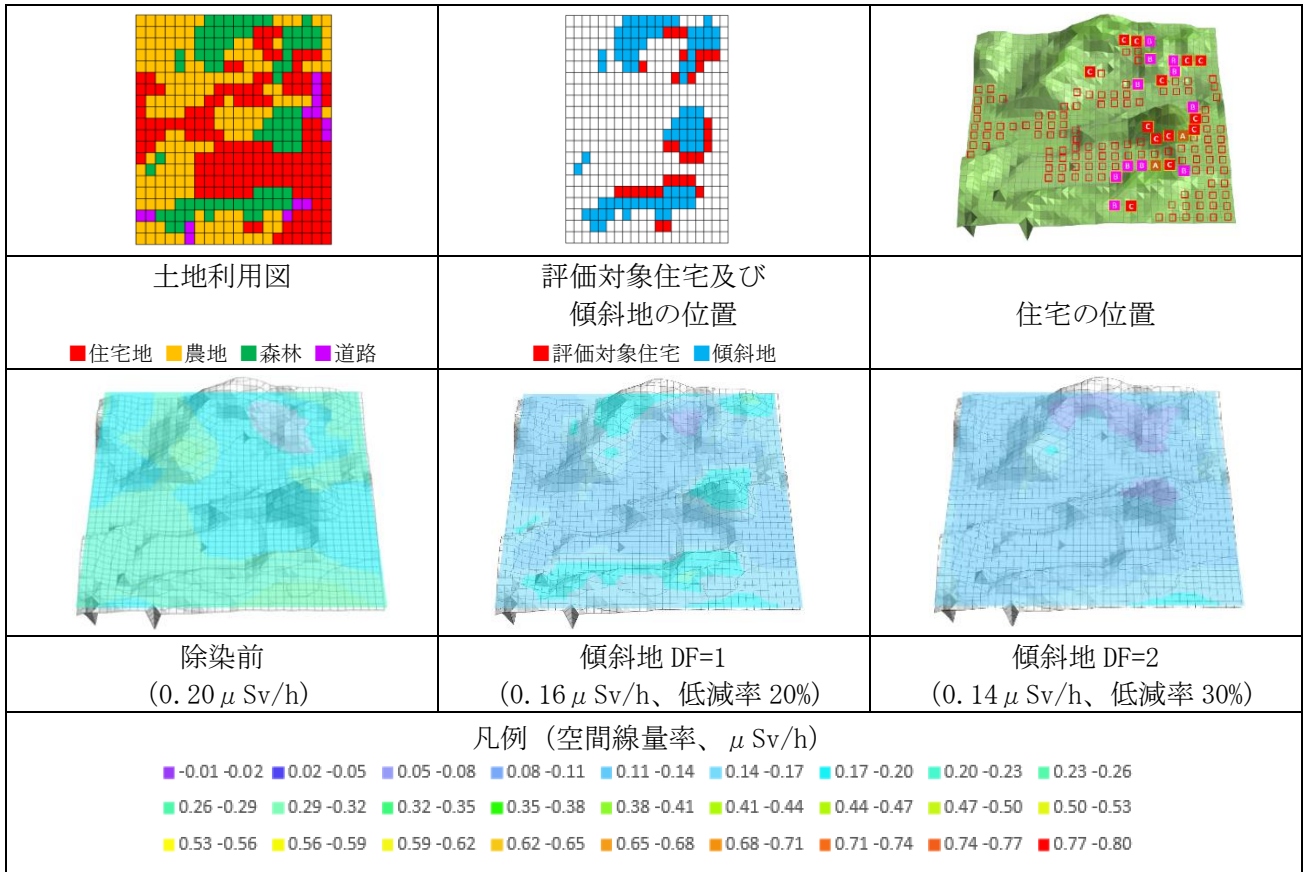 土地利用図
■住宅地 ■農地 ■森林 ■道路
評価対象住宅及び
傾斜地の位置
■評価対象住宅 ■傾斜地
C C B
B B C C
C B
B C
B
C C
C C A C
B B A C B
B
B C
住宅の位置
除染前
(0.20μSv/h)
傾斜地 DF=1
(0.16μSv/h、低減率 20%)
傾斜地 DF=2
(0.14μSv/h、低減率 30%)
凡例（空間線量率、μSv/h）
■-0.01 -0.02 ■0.02 -0.05 ■0.05 -0.08 ■0.08 -0.11 ■0.11 -0.14 ■0.14 -0.17 ■0.17 -0.20 ■0.20 -0.23 ■0.23 -0.26
■0.26 -0.29 ■0.29 -0.32 ■0.32 -0.35 ■0.35 -0.38 ■0.38 -0.41 ■0.41 -0.44 ■0.44 -0.47 ■0.47 -0.50 ■0.50 -0.53
■0.53 -0.56 ■0.56 -0.59 ■0.59 -0.62 ■0.62 -0.65 ■0.65 -0.68 ■0.68 -0.71 ■0.71 -0.74 ■0.74 -0.77 ■0.77 -0.80